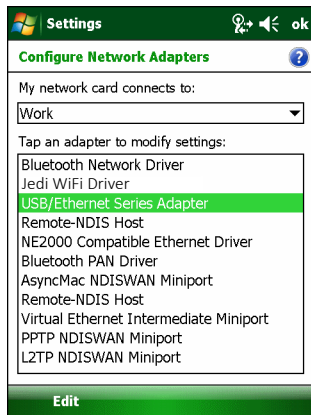 Settings
ok
Configure Network Adapters
?
My network card connects to:
Work
Tap an adapter to modify settings:
Bluetooth Network Driver
Jedi WiFi Driver
USB/Ethernet Series Adapter
Remote-NDIS Host
NE2000 Compatible Ethernet Driver
Bluetooth PAN Driver
AsyncMac NDISWAN Miniport
Remote-NDIS Host
Virtual Ethernet Intermediate Miniport
PPTP NDISWAN Miniport
L2TP NDISWAN Miniport
Edit